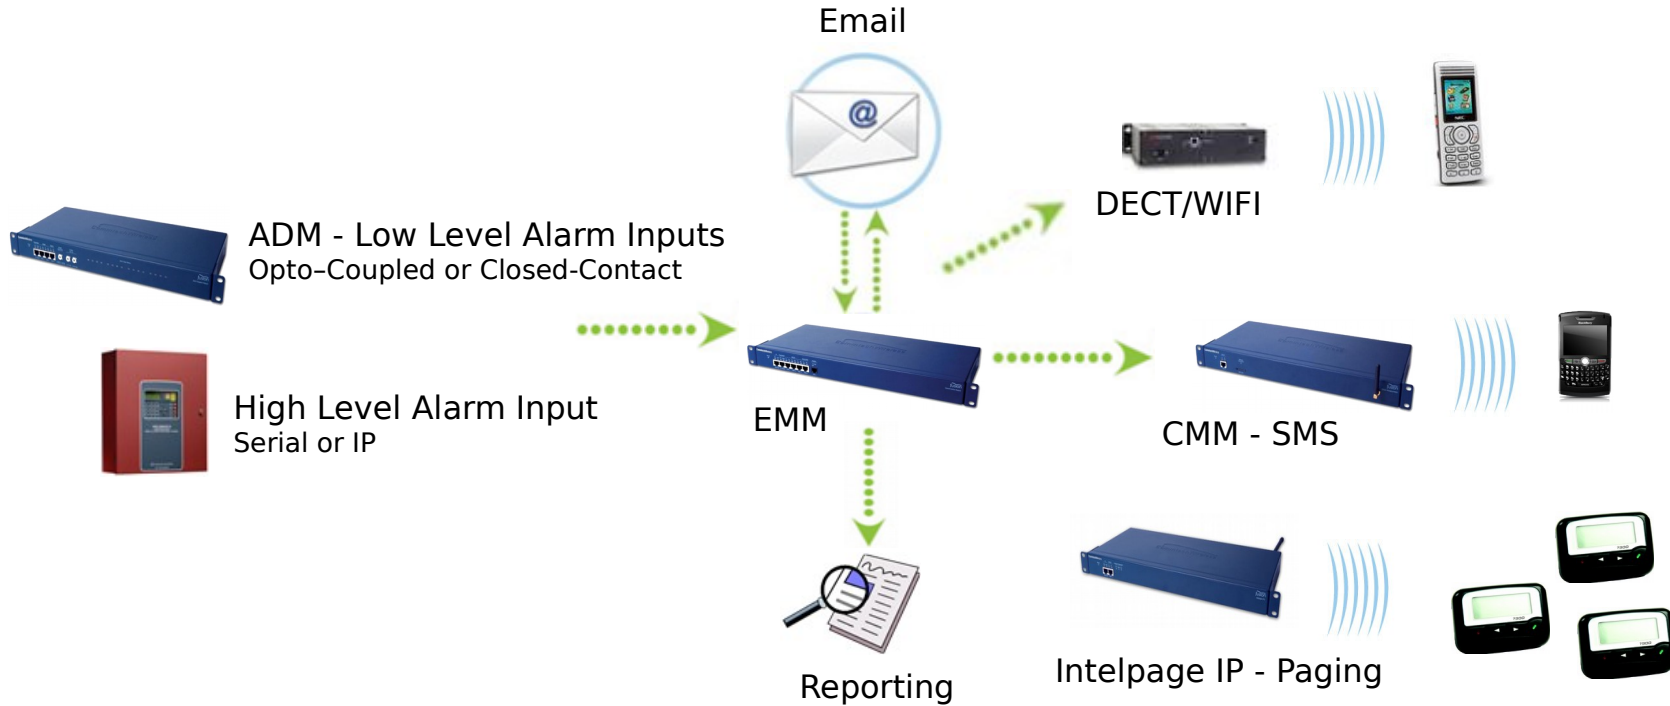 Email
DECT/WIFI
ADM - Low Level Alarm Inputs
Opto–Coupled or Closed-Contact
@
High Level Alarm Input
Serial or IP
EMM
CMM - SMS
Intelpage IP - Paging
Reporting